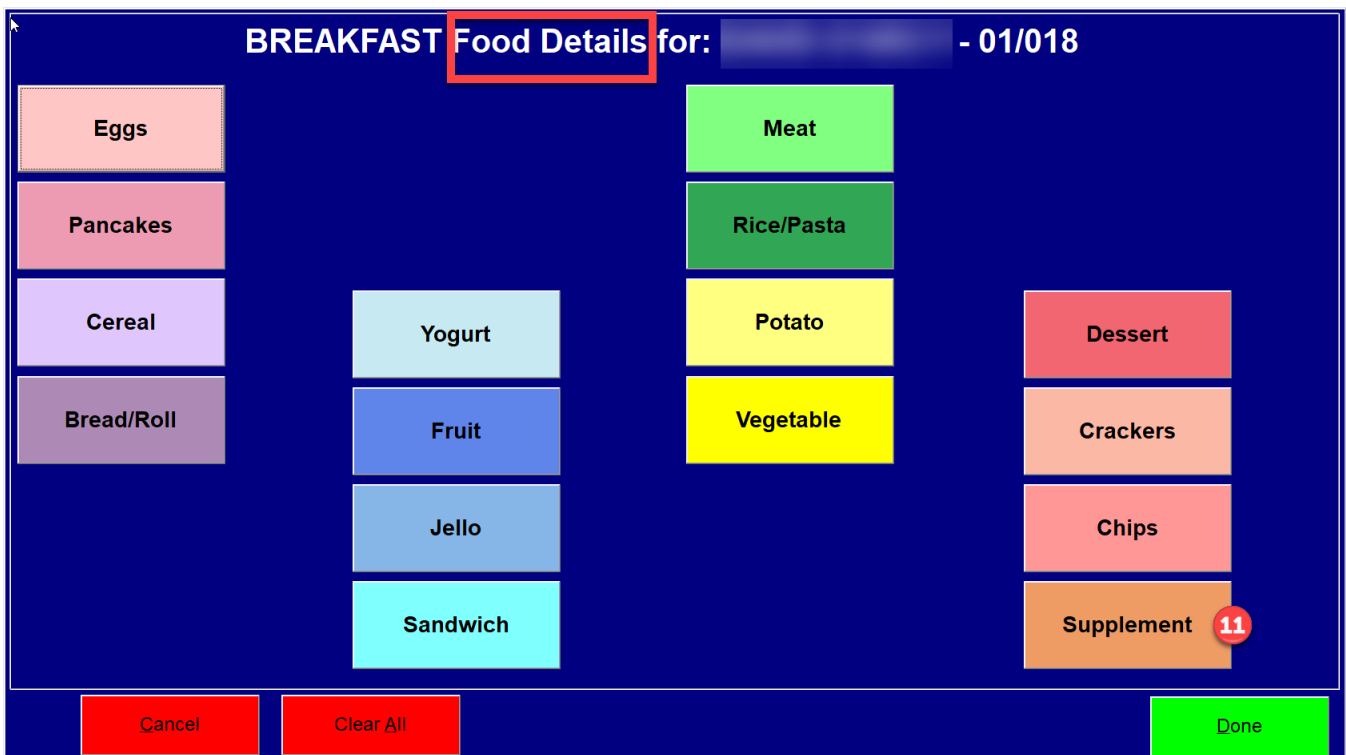 BREAKFAST Food Details for: - 01/018
Eggs
Pancakes
Cereal
Bread/Roll
Yogurt
Fruit
Jello
Sandwich
Meat
Rice/Pasta
Potato
Vegetable
Dessert
Crackers
Chips
Supplement 11
Cancel
Clear All
Done